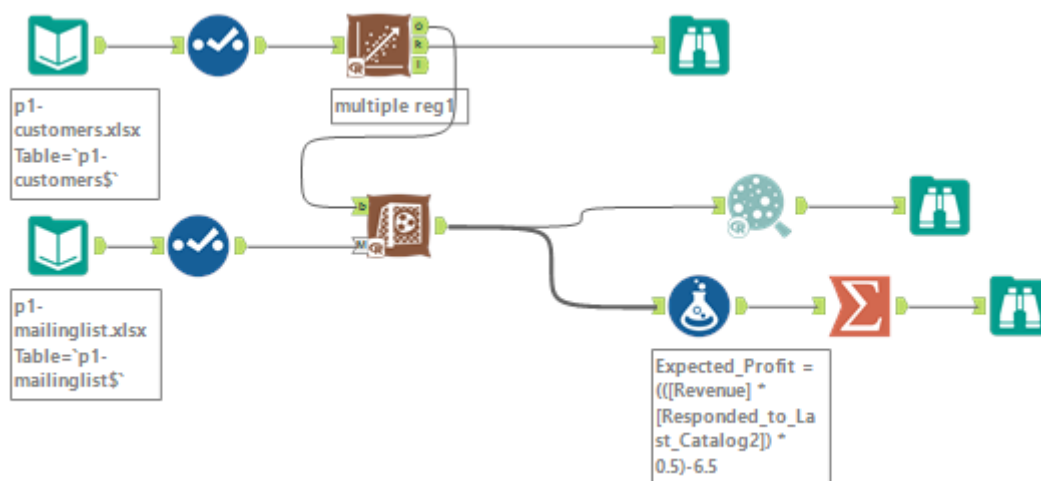 O
R
I
p1-
customers.xlsx
Table=`p1-
customers$`
multiple reg1
D
M
R
p1-
mailinglist.xlsx
Table=`p1-
mailinglist$`
Expected_Profit =
(([Revenue] *
[Responded_to_La
st_Catalog2]) *
0.5)-6.5